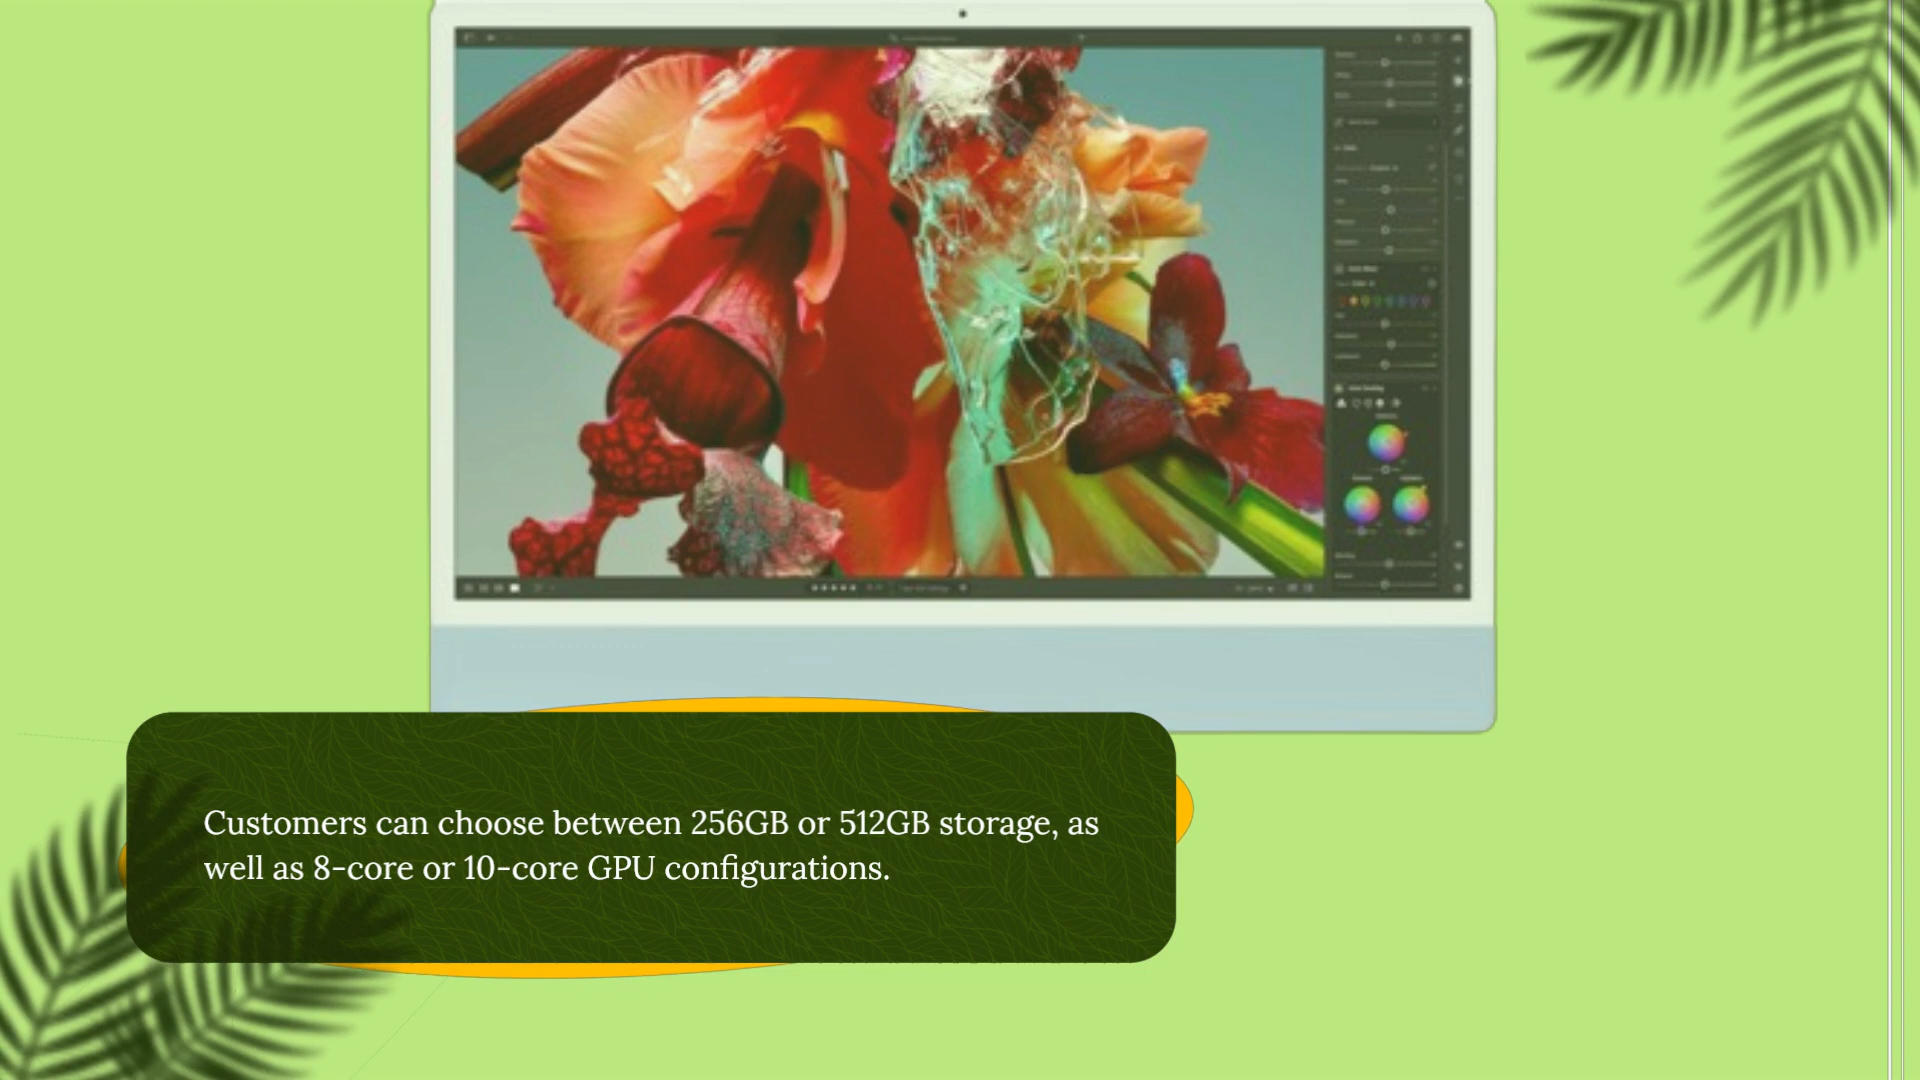 Customers can choose between 256GB or 512GB storage, as
well as 8-core or 10-core GPU configurations.